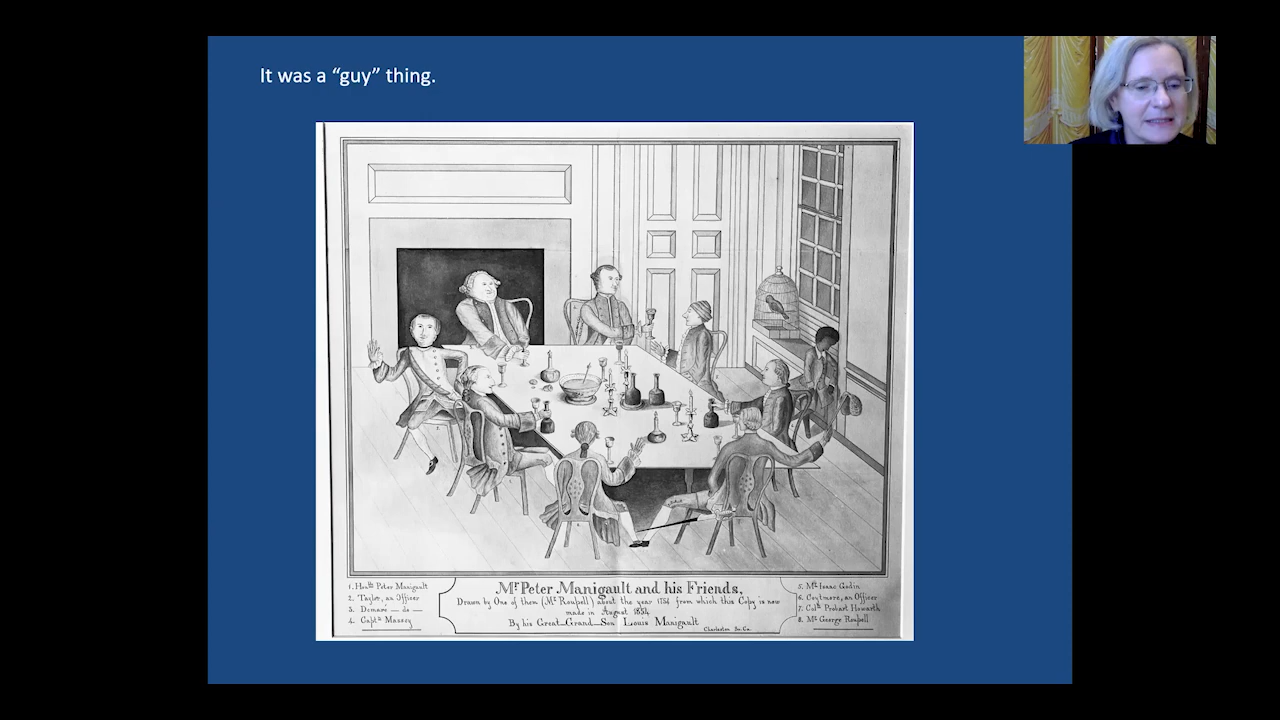 It was a “guy” thing.
1. Hon.ble Peter Manigault
2. Taylor, an Officer
3. Demaré — do —
4. Capt.n Massey
Mr Peter Manigault and his Friends,
Drawn by One of them (Mr Roupell) about the year 1754 from which this Copy is now
made in August 1854
By his Great-Grand-Son Louis Manigault
Charleston So. Ca.
5. Mr Isaac Godin
6. Coytmore, an Officer
7. Col. Probart Howarth
8. Mr George Roupell